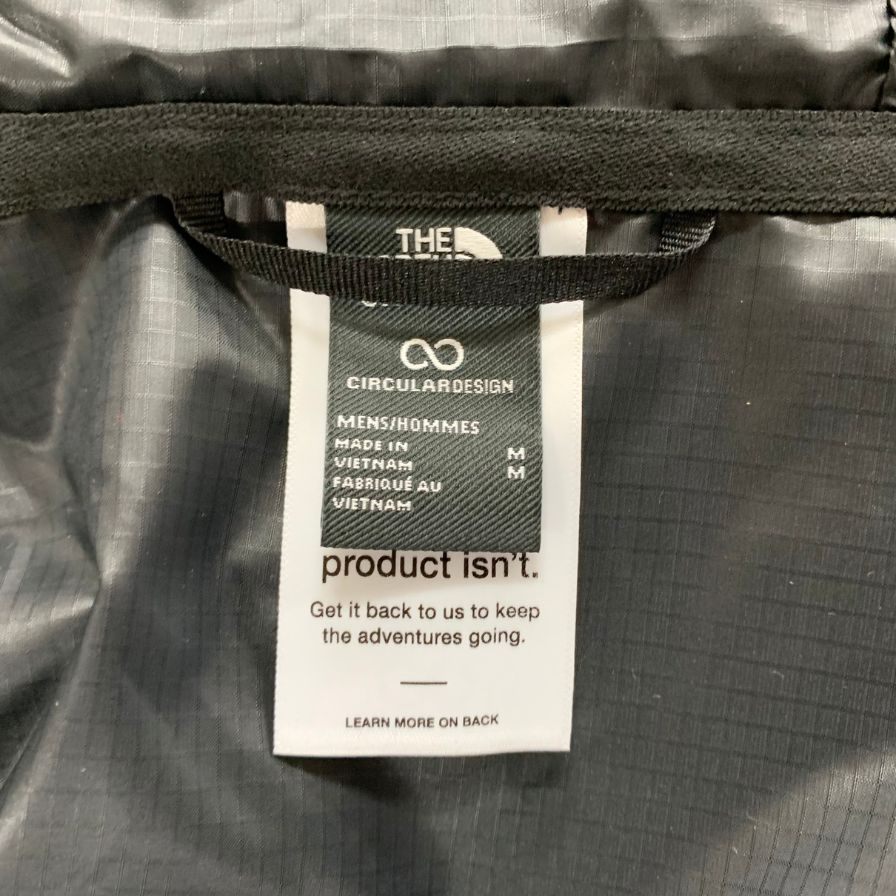 THE
CIRCULARDESIGN
MENS/HOMMES
MADE IN
VIETNAM
M
FABRIQUÉ AU
VIETNAM
M
product isn't.
Get it back to us to keep
the adventures going.
LEARN MORE ON BACK